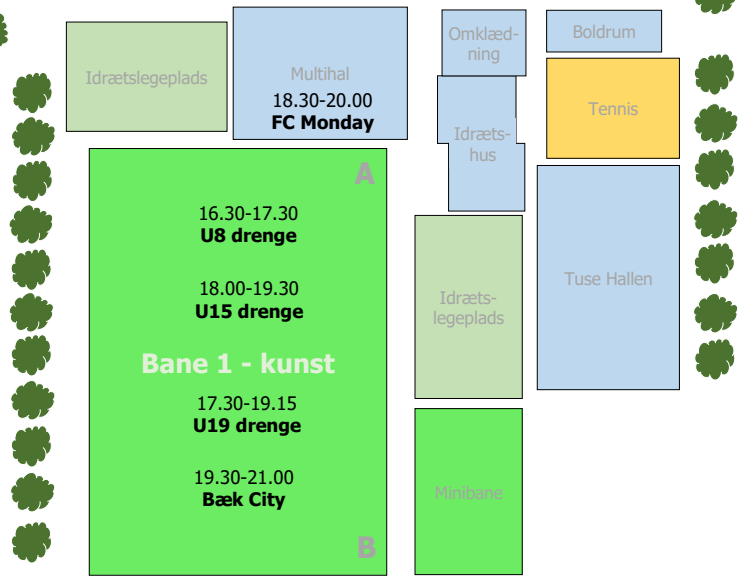 Idrætslegeplads
Multihal
18.30-20.00
FC Monday
Omklæd-
ning
Boldrum
Idræts-
hus
Tennis
A
16.30-17.30
U8 drenge
18.00-19.30
U15 drenge
Bane 1 - kunst
17.30-19.15
U19 drenge
19.30-21.00
Bæk City
B
Idræts-
legeplads
Tuse Hallen
Minibane